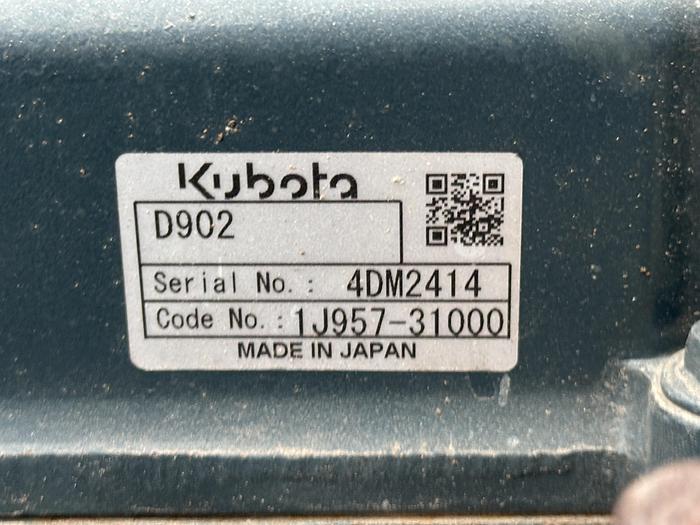 Kubota
D902
Serial No.: 4DM2414
Code No.: 1J957-31000
MADE IN JAPAN